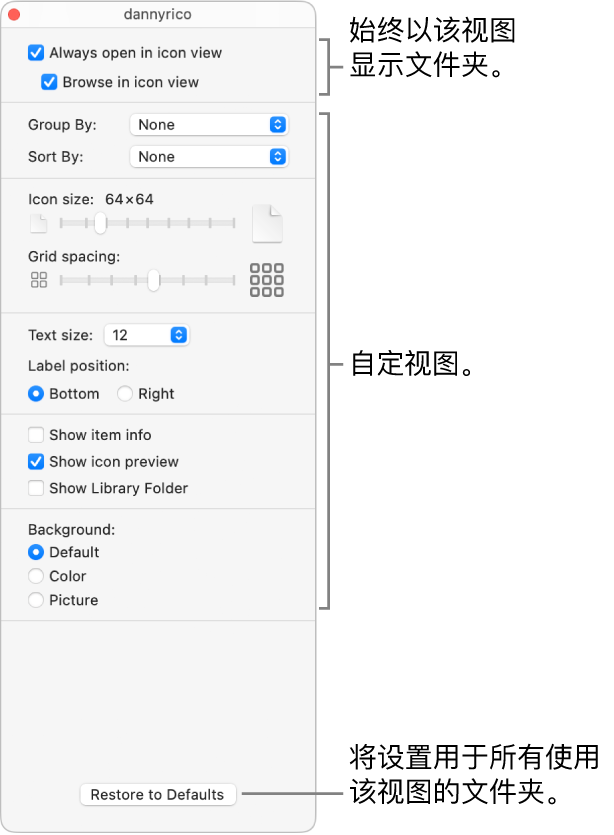 dannyrico
始终以该视图
显示文件夹。
Always open in icon view
Browse in icon view
Group By: None
Sort By: None
Icon size: 64×64
Grid spacing:
Text size: 12
自定视图。
Label position:
Bottom Right
Show item info
Show icon preview
Show Library Folder
Background:
Default
Color
Picture
将设置用于所有使用
该视图的文件夹。
Restore to Defaults